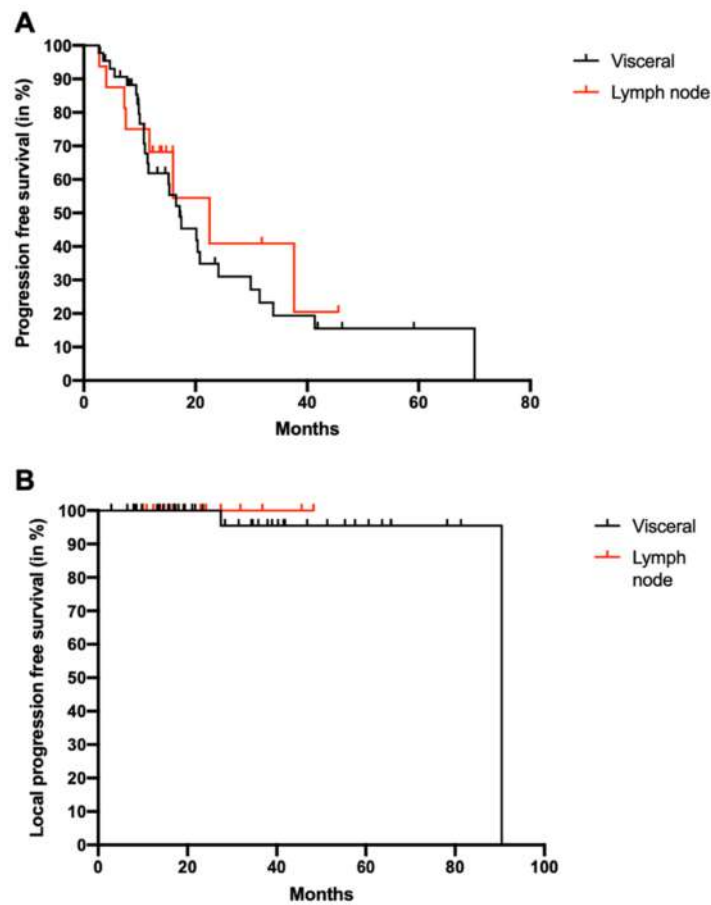 A
Progression free survival (in %)
100
90
80
70
60
50
40
30
20
10
0
0 20 40 60 80
Months
Visceral
Lymph node
B
Local progression free survival (in %)
100
90
80
70
60
50
40
30
20
10
0
0 20 40 60 80 100
Months
Visceral
Lymph
node